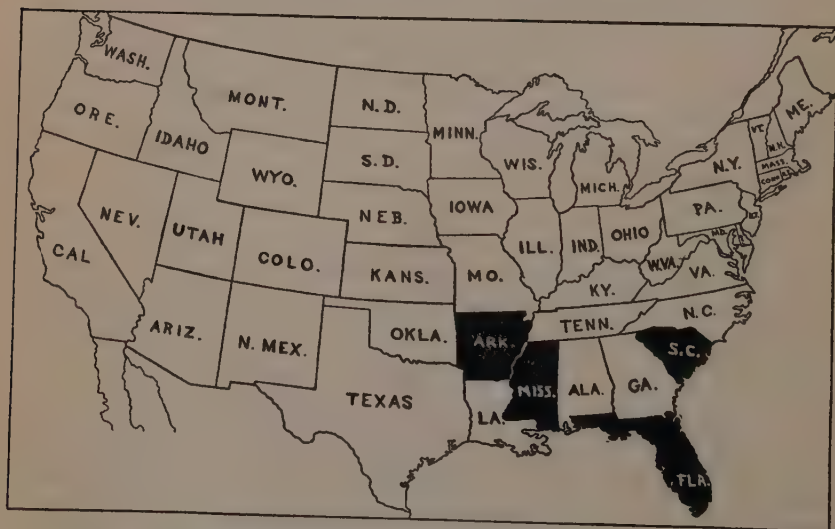 WASH.
ORE.
IDAHO
MONT.
N.D.
MINN.
S.D.
WYO.
WIS.
MICH.
NEV.
UTAH
CAL
COLO.
NEB.
IOWA
ILL.
IND.
OHIO
KANS.
MO.
KY.
W.VA.
VA.
PA.
N.Y.
VT.
N.H.
ME.
MASS.
CONN
R.I.
MD.
ARIZ.
N. MEX.
OKLA.
ARK.
TENN.
N.C.
S.C.
TEXAS
LA.
MISS.
ALA.
GA.
FLA.